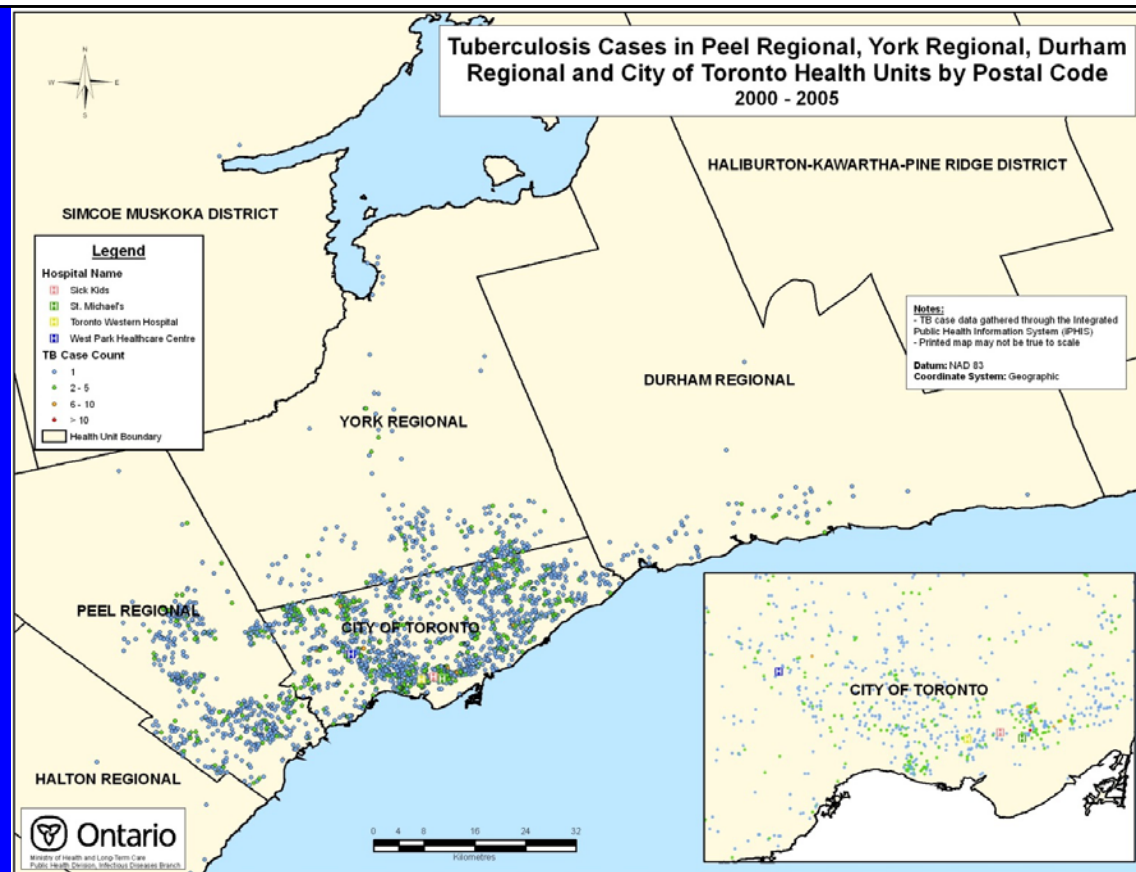 Tuberculosis Cases in Peel Regional, York Regional, Durham
Regional and City of Toronto Health Units by Postal Code
2000 - 2005
N
W
E
S
HALIBURTON-KAWARTHA-PINE RIDGE DISTRICT
SIMCOE MUSKOKA DISTRICT
Legend
Hospital Name
H Sick Kids
H St. Michael's
H Toronto Western Hospital
H West Park Healthcare Centre
TB Case Count
1
2 - 5
6 - 10
> 10
Health Unit Boundary
Notes:
- TB case data gathered through the Integrated
Public Health Information System (iPHIS)
- Printed map may not be true to scale
Datum: NAD 83
Coordinate System: Geographic
DURHAM REGIONAL
YORK REGIONAL
PEEL REGIONAL
CITY OF TORONTO
H
H
H
H
CITY OF TORONTO
H
H
H
H
HALTON REGIONAL
Ontario
Ministry of Health and Long-Term Care
Public Health Division, Infectious Diseases Branch
0 4 8 16 24 32
Kilometres